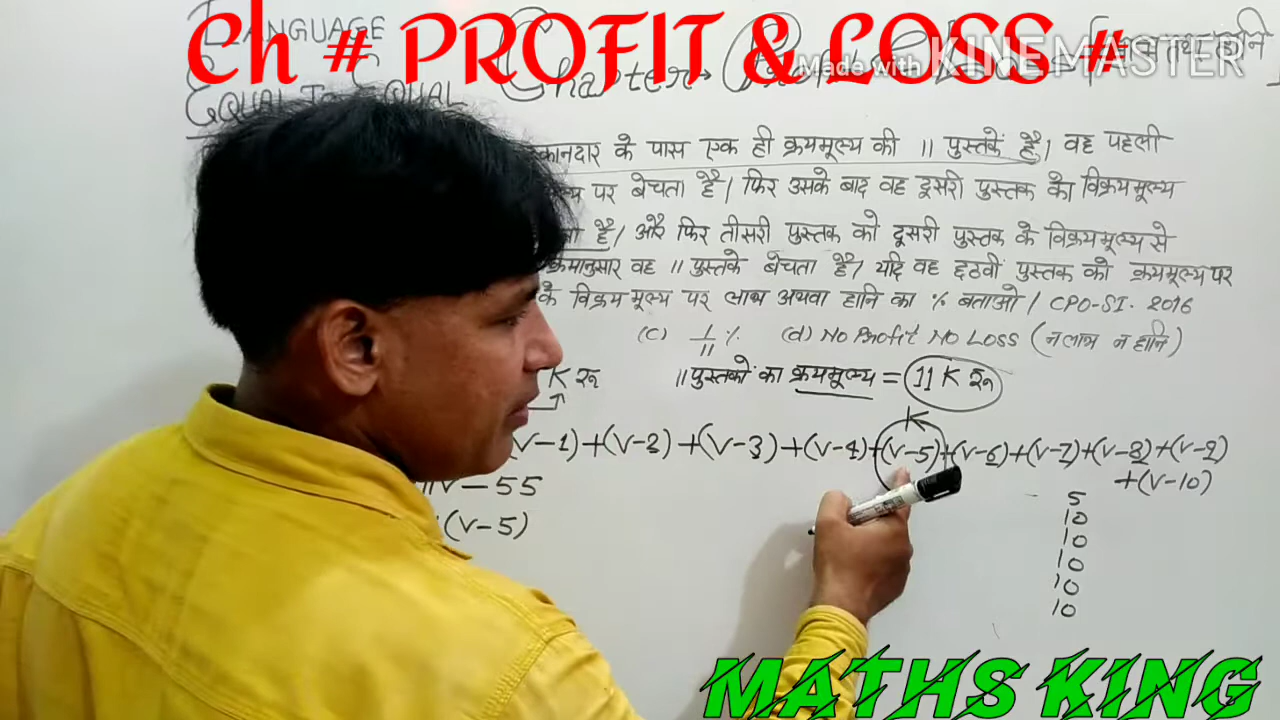 Ch # PROFIT & LOSS #
Made with KINEMASTER
LANGUAGE
EQUAL TO EQUAL
Chapter →
तथा हानि
के पास एक ही क्रयमूल्य की 11 पुस्तकें है। वह पहली
पर बेचता है। फिर उसके बाद वह दूसरी पुस्तक को विक्रयमूल्य
है। और फिर तीसरी पुस्तक को दूसरी पुस्तक के विक्रयमूल्य से
क्रमानुसार वह 11 पुस्तके बेचता है। यदि वह छठवीं पुस्तक को क्रयमूल्य पर
के विक्रय मूल्य पर लाभ अथवा हानि का % बताओ। CPO-SI. 2016
(c) 1/11 % (d) No Profit No LOSS (न लाभ न हानि)
K रू 11 पुस्तकों का क्रयमूल्य = 11 K रू
K
(V-1)+(V-2)+(V-3)+(V-4)+(V-5)+(V-6)+(V-7)+(V-8)+(V-9)
+(V-10)
11V - 55
(V-5)
5
10
10
10
10
10
MATHS KING